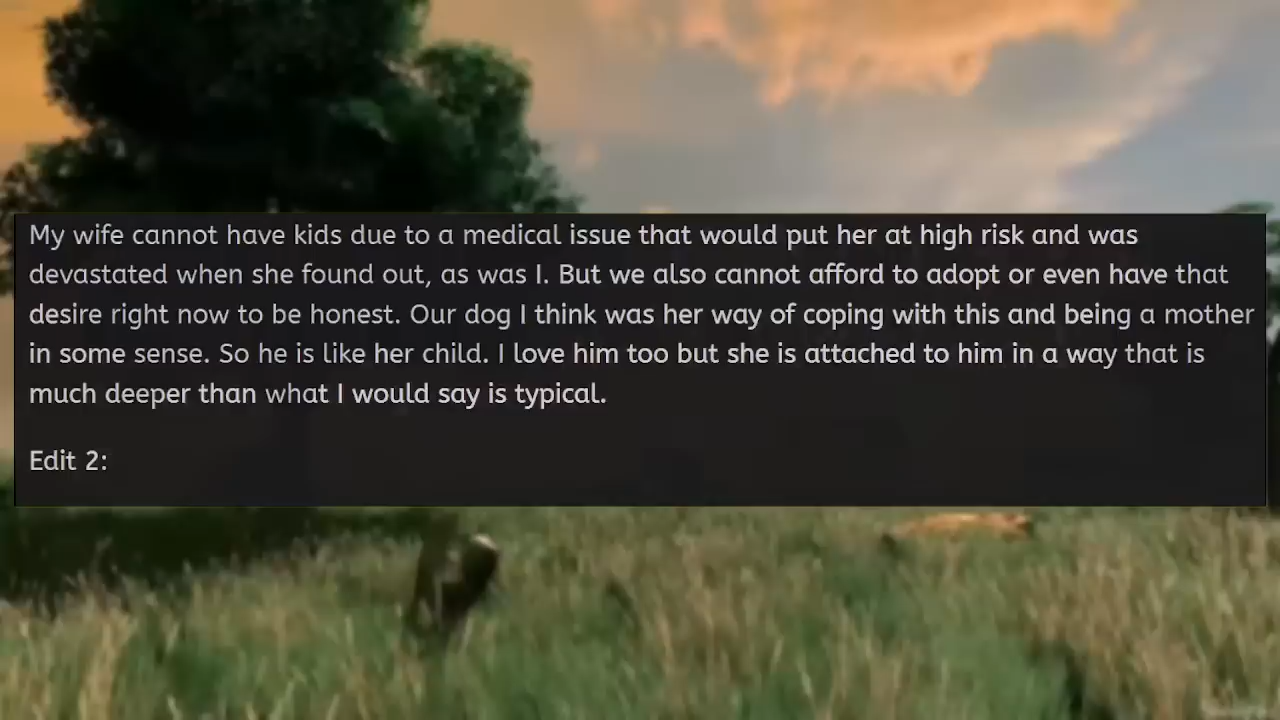 My wife cannot have kids due to a medical issue that would put her at high risk and was
devastated when she found out, as was I. But we also cannot afford to adopt or even have that
desire right now to be honest. Our dog I think was her way of coping with this and being a mother
in some sense. So he is like her child. I love him too but she is attached to him in a way that is
much deeper than what I would say is typical.
Edit 2: